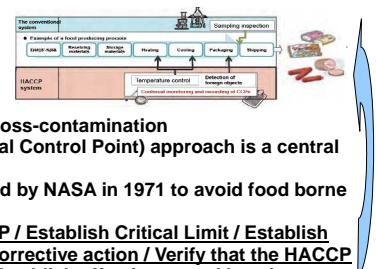 The conventional
system
Sampling inspection
● Example of a food producing process
Receiving
materials
Storage
materials
Heating
Cooling
Packaging
Shipping
HACCP
system
Temperature control
Detection of
foreign objects
Continual monitoring and recording of CCPs
oss-contamination
al Control Point) approach is a central
d by NASA in 1971 to avoid food borne
P / Establish Critical Limit / Establish
orrective action / Verify that the HACCP